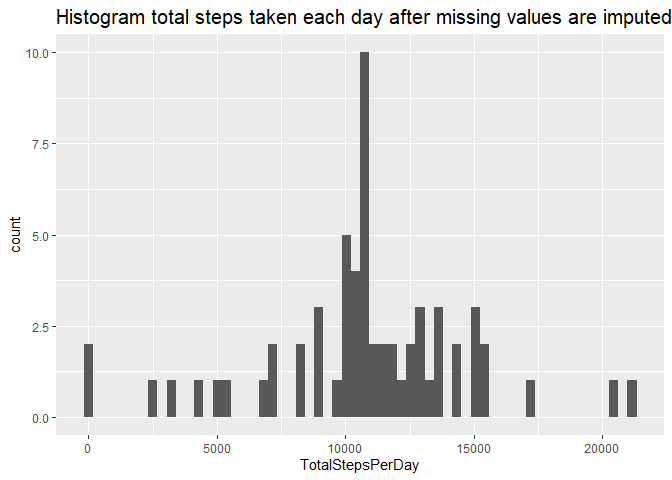 Histogram total steps taken each day after missing values are imputed
10.0
7.5
5.0
2.5
0.0
count
0 5000 10000 15000 20000
TotalStepsPerDay